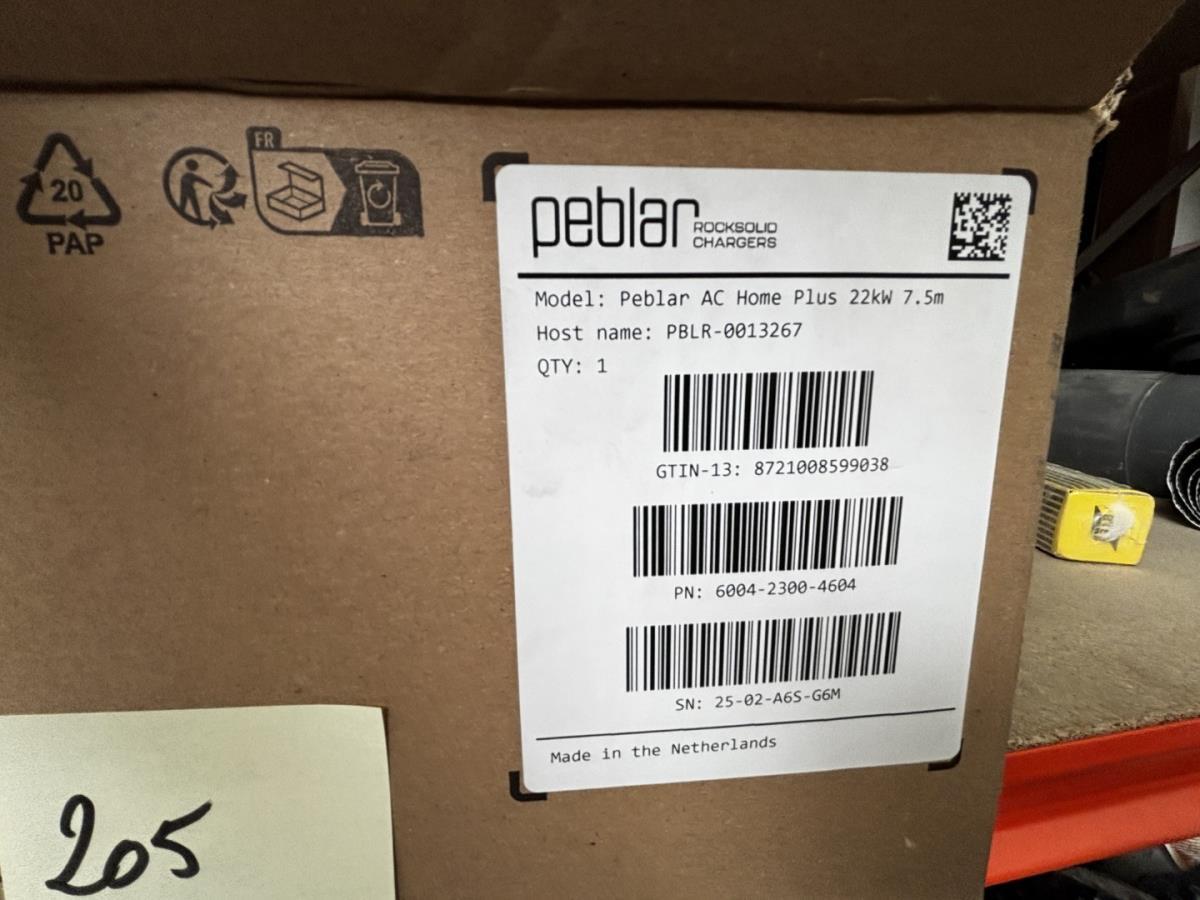 20
PAP
FR
peblar
ROCKSOLID
CHARGERS
Model: Peblar AC Home Plus 22kW 7.5m
Host name: PBLR-0013267
QTY: 1
GTIN-13: 8721008599038
PN: 6004-2300-4604
SN: 25-02-A6S-G6M
Made in the Netherlands
205